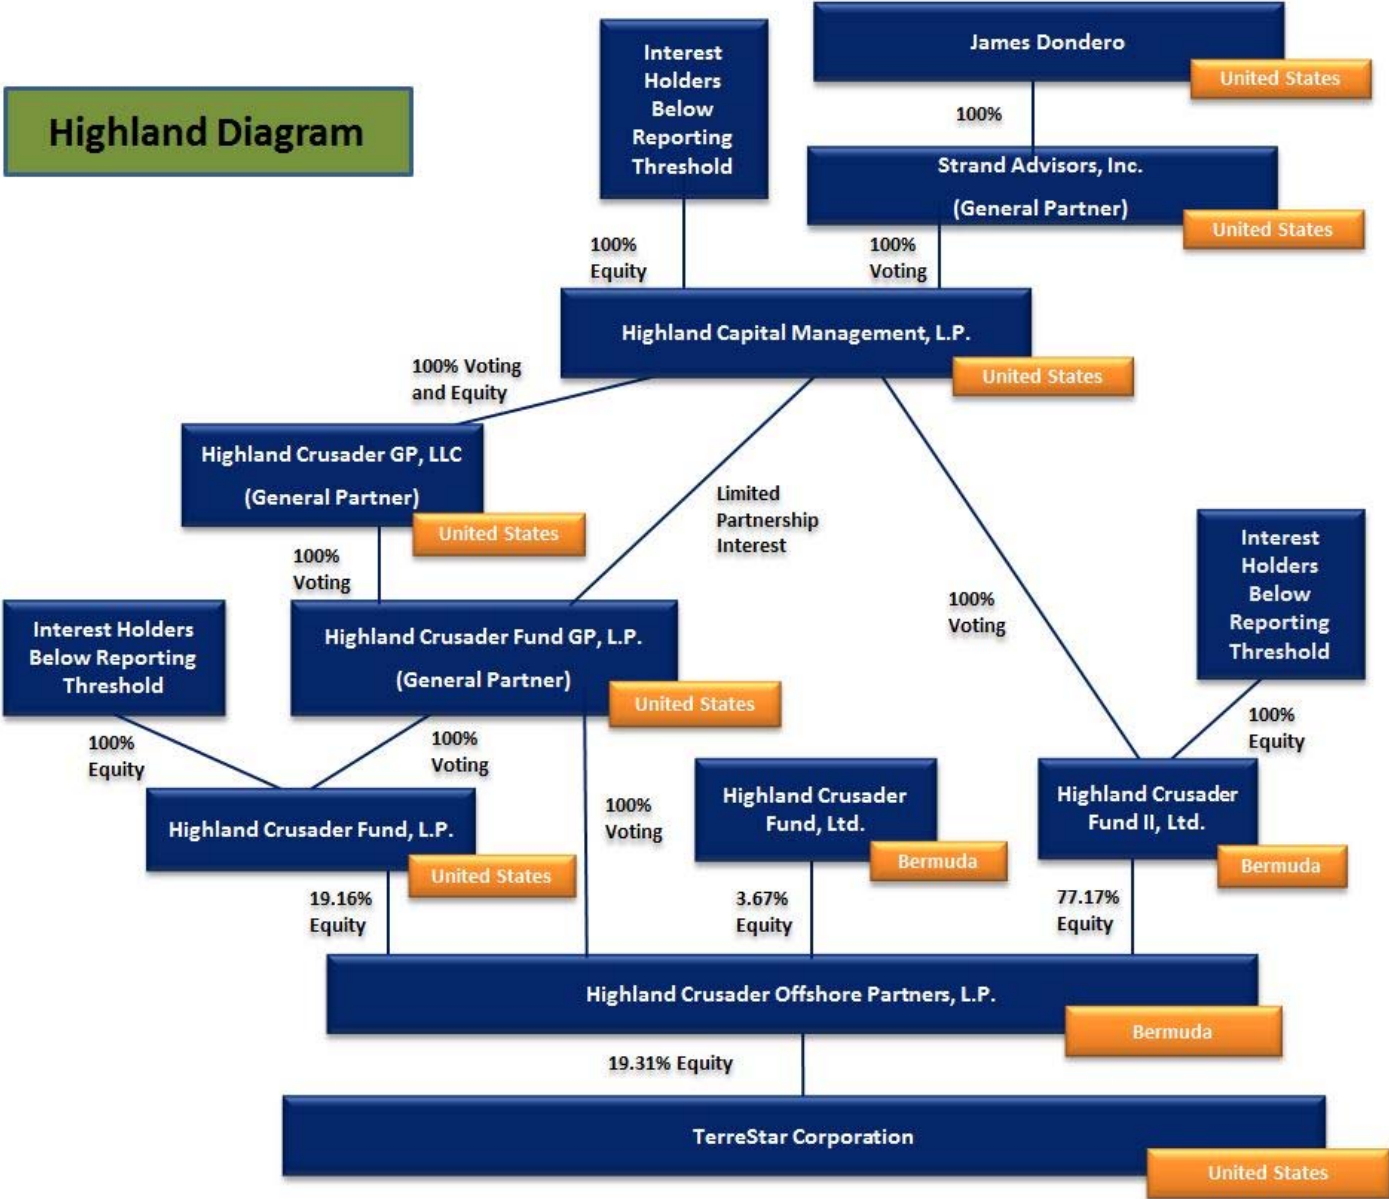 James Dondero
United States
Interest
Holders
Below
Reporting
Threshold
Highland Diagram
100%
Strand Advisors, Inc.
(General Partner)
United States
100%
Equity
100%
Voting
Highland Capital Management, L.P.
United States
100% Voting
and Equity
Highland Crusader GP, LLC
(General Partner)
United States
Limited
Partnership
Interest
100%
Voting
Interest
Holders
Below
Reporting
Threshold
100%
Voting
Interest Holders
Below Reporting
Threshold
Highland Crusader Fund GP, L.P.
(General Partner)
United States
100%
Equity
100%
Voting
100%
Equity
Highland Crusader Fund, L.P.
United States
100%
Voting
Highland Crusader
Fund, Ltd.
Bermuda
Highland Crusader
Fund II, Ltd.
Bermuda
19.16%
Equity
3.67%
Equity
77.17%
Equity
Highland Crusader Offshore Partners, L.P.
Bermuda
19.31% Equity
TerreStar Corporation
United States